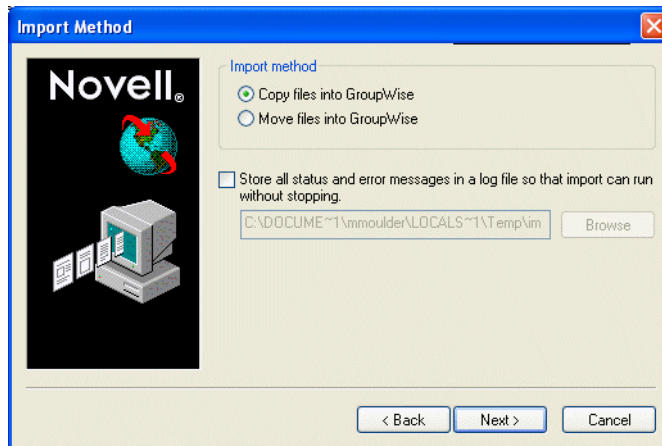 Import Method
Novell®
Import method
Copy files into GroupWise
Move files into GroupWise
Store all status and error messages in a log file so that import can run
without stopping.
C:\DOCUME~1\mmoulder\LOCALS~1\Temp\im
Browse
< Back
Next >
Cancel